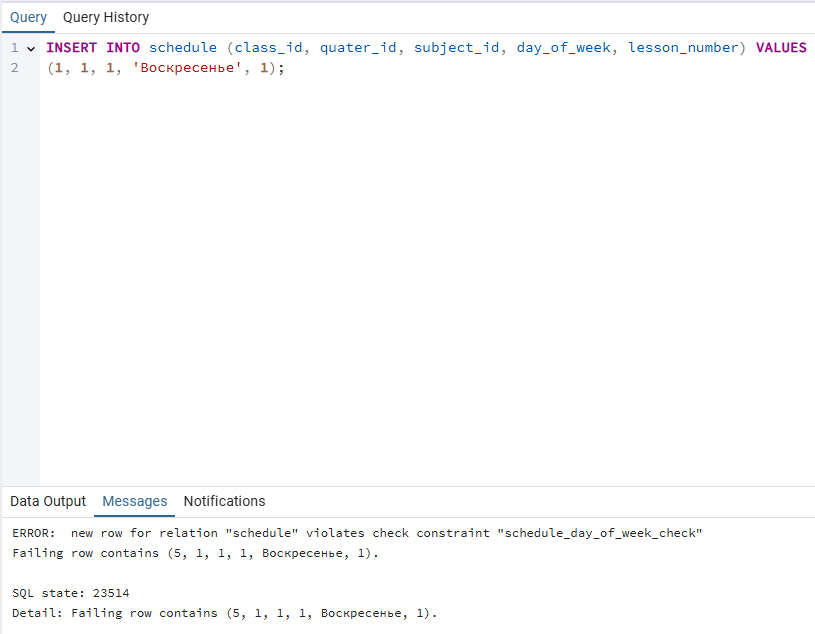 Query Query History
1 INSERT INTO schedule (class_id, quater_id, subject_id, day_of_week, lesson_number) VALUES
2 (1, 1, 1, 'Воскресенье', 1);
Data Output Messages Notifications
ERROR:  new row for relation "schedule" violates check constraint "schedule_day_of_week_check"
Failing row contains (5, 1, 1, 1, Воскресенье, 1).
SQL state: 23514
Detail: Failing row contains (5, 1, 1, 1, Воскресенье, 1).